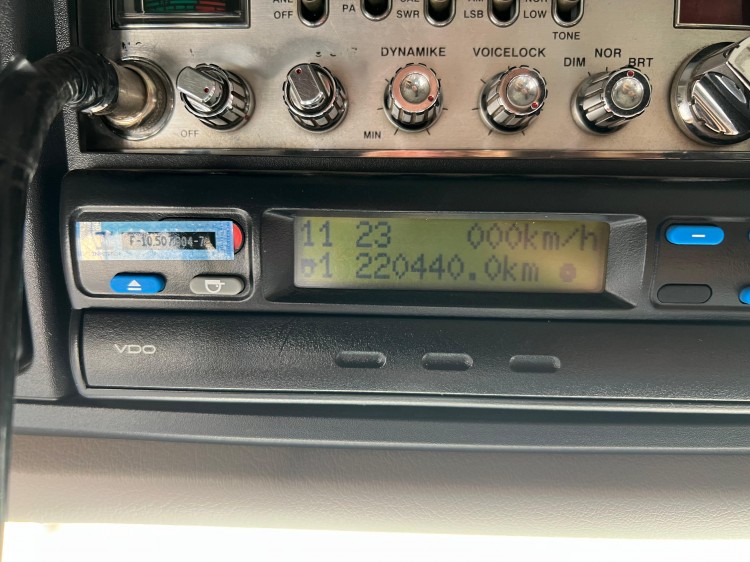 ANL
OFF
PA
SWR
LSB
LOW
TONE
DYNAMIKE
VOICELOCK
NOR
DIM
BRT
OFF
MIN
11 23 000km/h
1 220440.0km
VDO